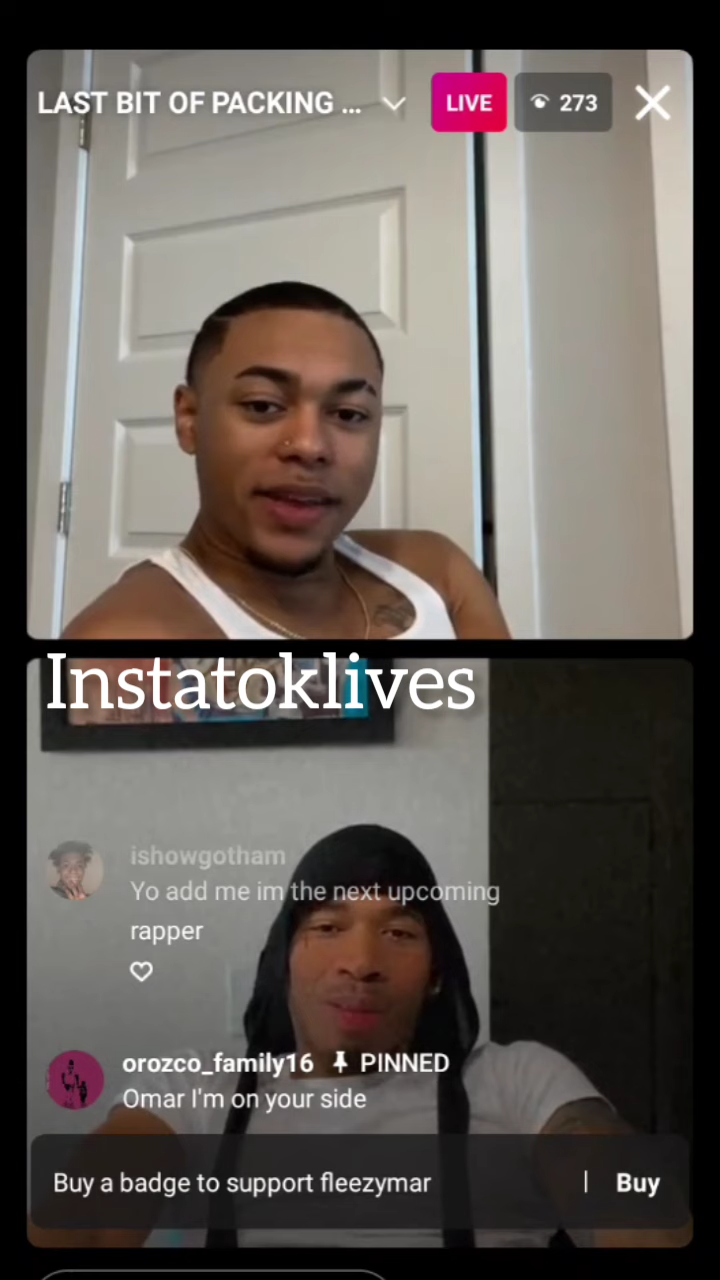 LAST BIT OF PACKING ...
LIVE
273
Instatoklives
ishowgotham
Yo add me im the next upcoming
rapper
orozco_family16 PINNED
Omar I'm on your side
Buy a badge to support fleezymar | Buy